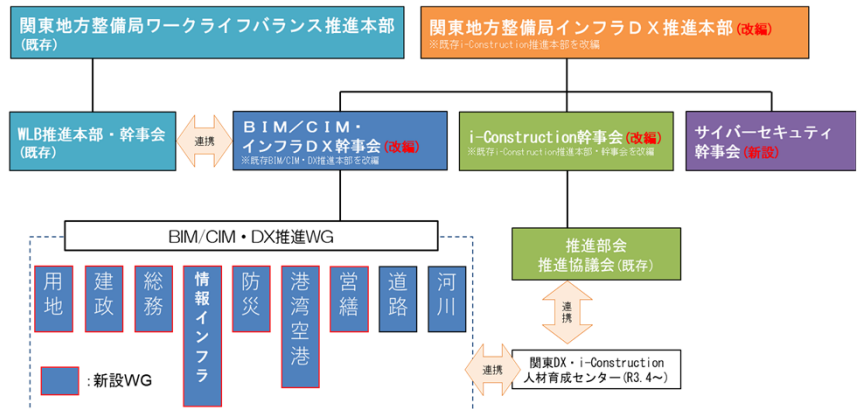 関東地方整備局ワークライフバランス推進本部
(既存)
関東地方整備局インフラＤＸ推進本部(改編)
※既存i-Construction推進本部を改編
WLB推進本部・幹事会
(既存)
連携
ＢＩＭ／ＣＩＭ・
インフラＤＸ幹事会(改編)
※既存BIM/CIM・DX推進本部を改編
i-Construction幹事会(改編)
※既存i-Construction推進本部・幹事会を改編
サイバーセキュティ
幹事会(新設)
BIM/CIM・DX推進WG
推進部会
推進協議会(既存)
用地
建政
総務
情報インフラ
防災
港湾空港
営繕
道路
河川
連携
連携
関東DX・i-Construction
人材育成センター(R3.4～)
：新設WG